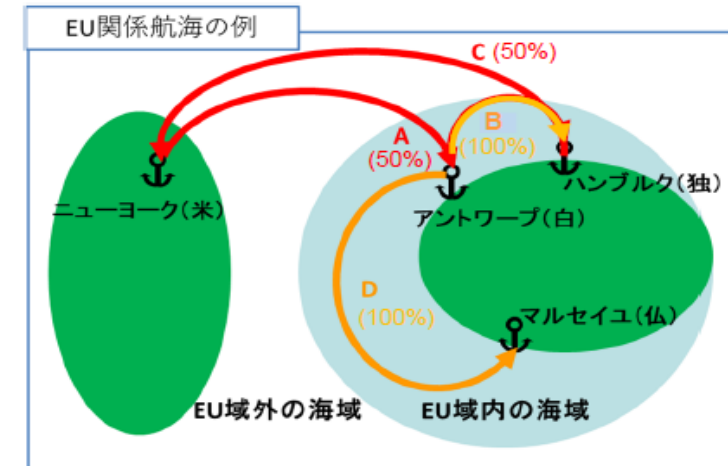 EU関係航海の例
C (50%)
A
(50%)
B
(100%)
ニューヨーク(米)
アントワープ(白)
ハンブルク(独)
D
(100%)
マルセイユ(仏)
EU域外の海域
EU域内の海域